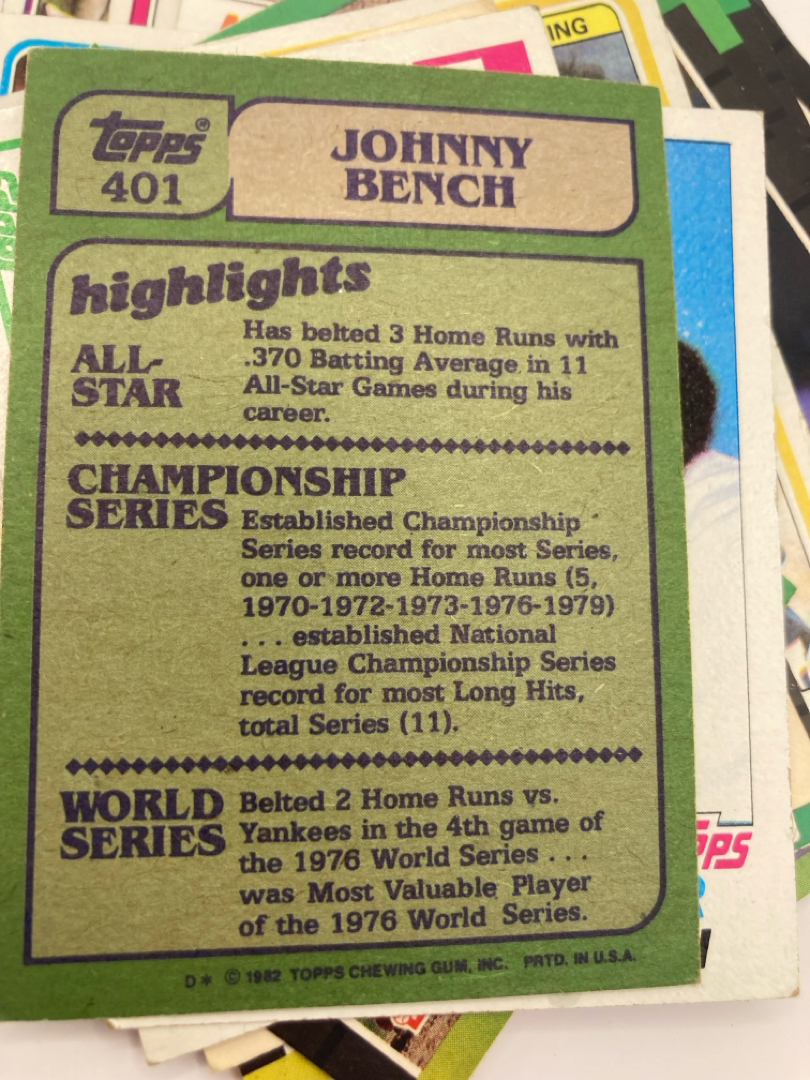 ING
topps®
401
JOHNNY
BENCH
highlights
ALL-
STAR
Has belted 3 Home Runs with
.370 Batting Average in 11
All-Star Games during his
career.
CHAMPIONSHIP
SERIES
Established Championship
Series record for most Series,
one or more Home Runs (5,
1970-1972-1973-1976-1979)
. . . established National
League Championship Series
record for most Long Hits,
total Series (11).
WORLD
SERIES
Belted 2 Home Runs vs.
Yankees in the 4th game of
the 1976 World Series . . .
was Most Valuable Player
of the 1976 World Series.
D* © 1982 TOPPS CHEWING GUM, INC. PRTD. IN U.S.A.
PPS